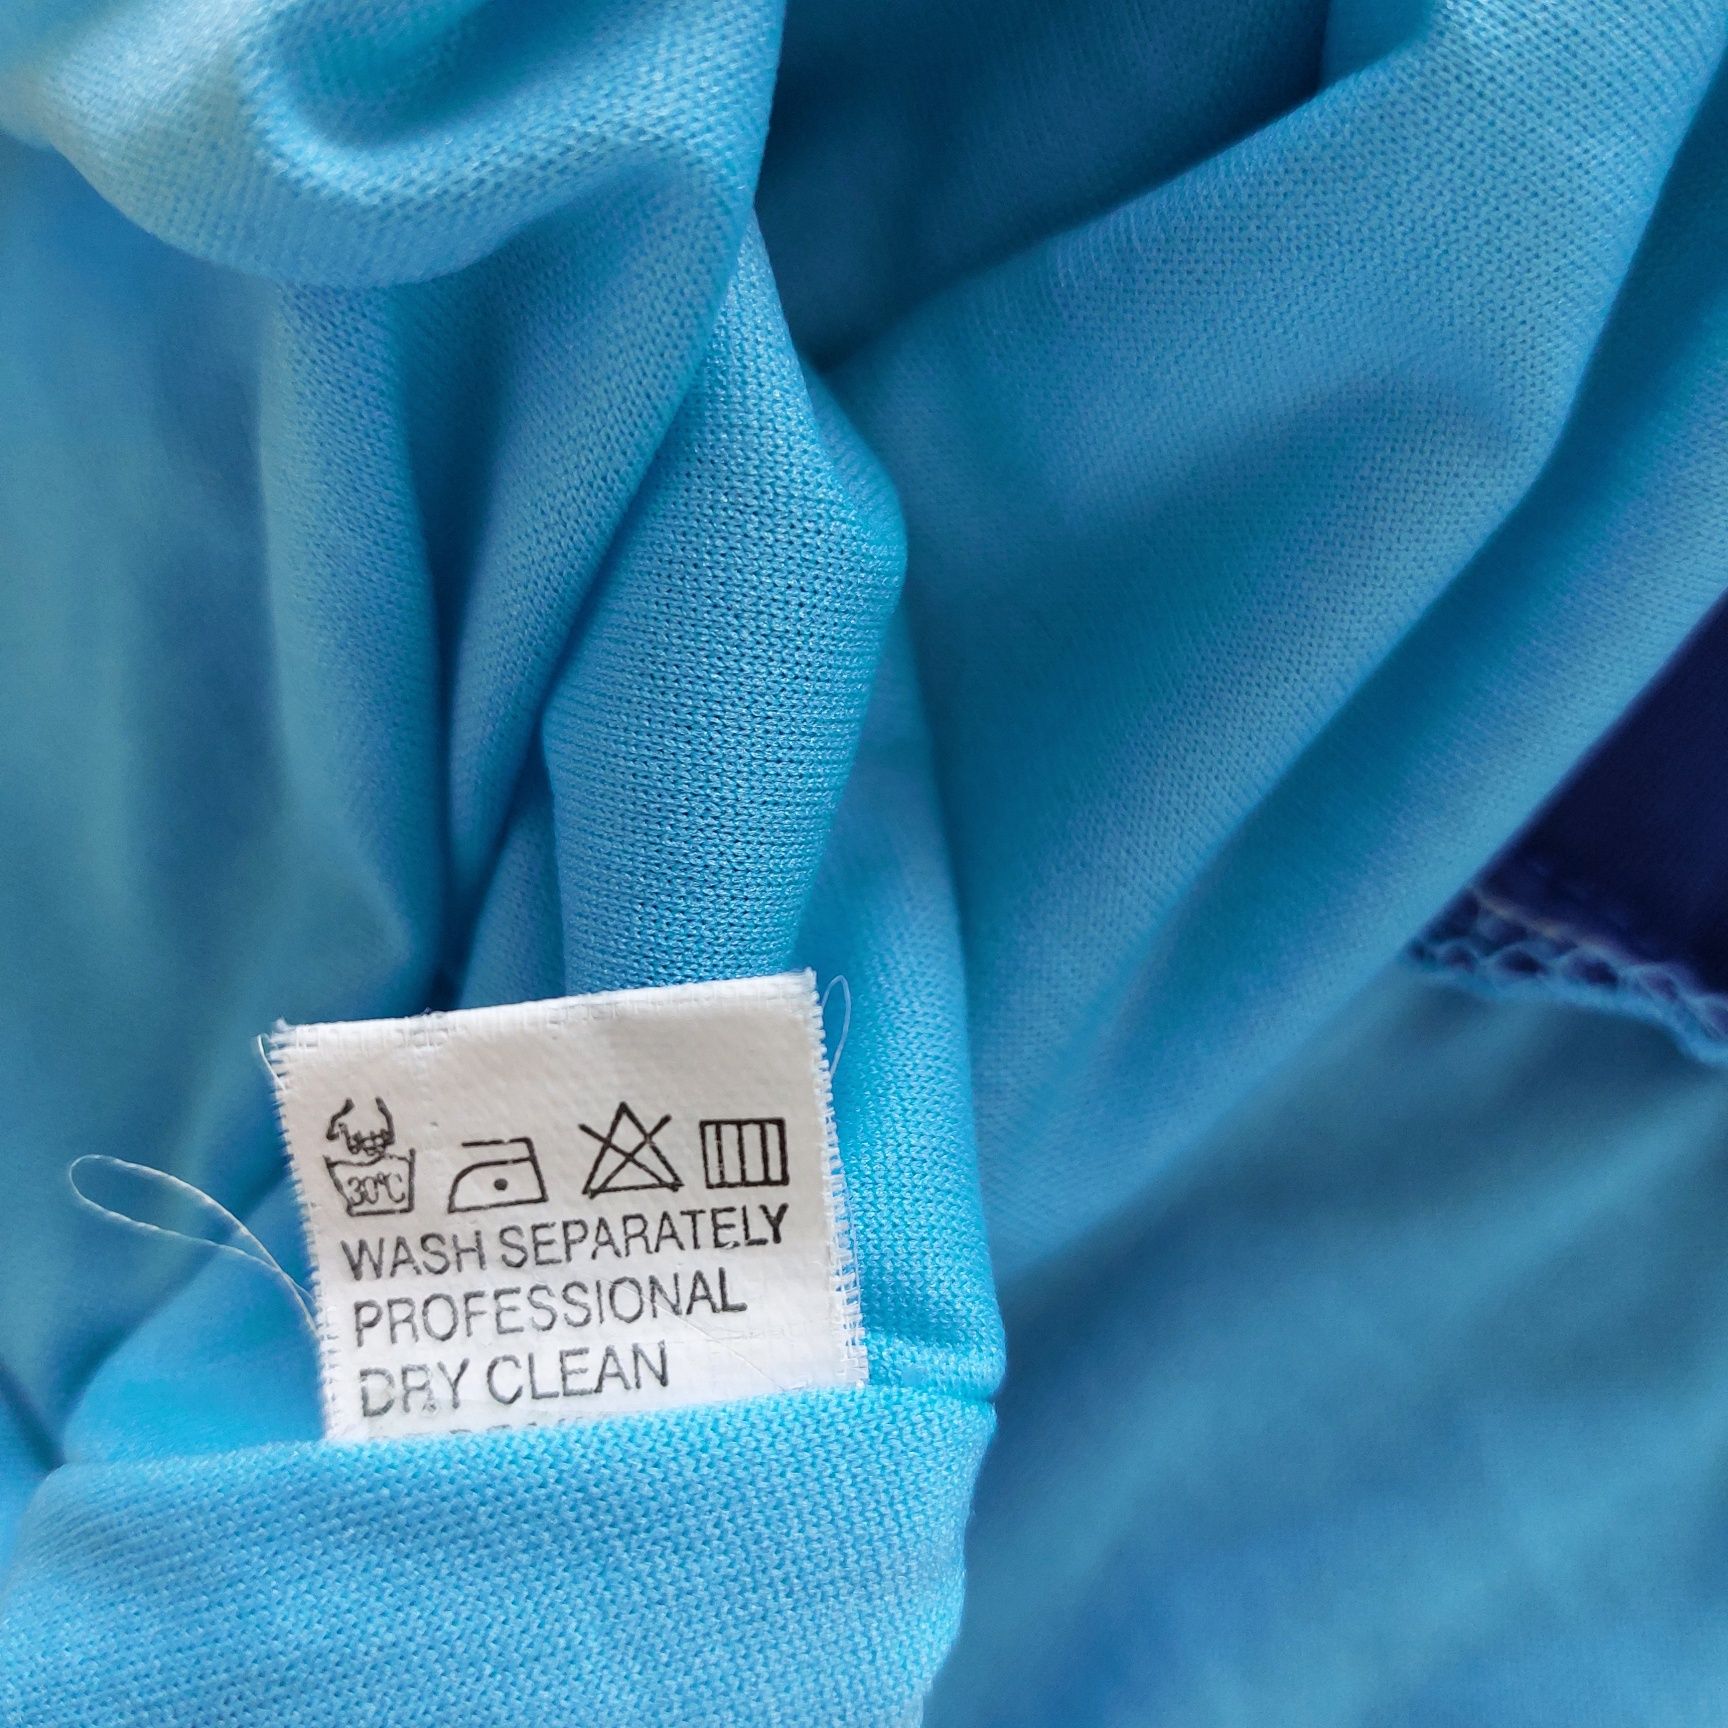 30°C
WASH SEPARATELY
PROFESSIONAL
DRY CLEAN